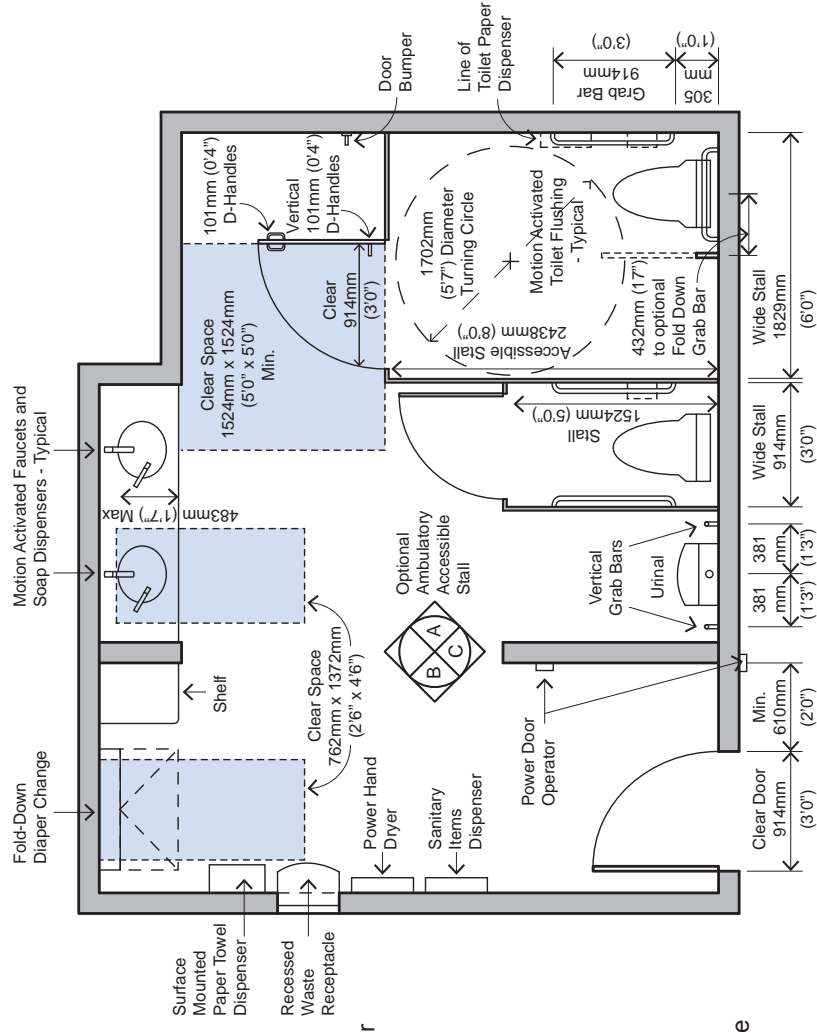 Motion Activated Faucets and
Soap Dispensers - Typical
Fold-Down
Diaper Change
Surface
Mounted
Paper Towel
Dispenser
Recessed
Waste
Receptacle
Shelf
483mm (1'7") Max
Clear Space
1524mm x 1524mm
(5'0" x 5'0")
Min.
101mm (0'4")
D-Handles
Vertical
101mm (0'4")
D-Handles
Door
Bumper
Clear
914mm
(3'0")
Clear Space
762mm x 1372mm
(2'6" x 4'6")
Power Hand
Dryer
Sanitary
Items
Dispenser
A
B
C
Optional
Ambulatory
Accessible
Stall
Power Door
Operator
Vertical
Grab Bars
Urinal
Stall
1524mm (5'0")
Accessible Stall
2438mm (8'0")
1702mm
(5'7") Diameter
Turning Circle
Motion Activated
Toilet Flushing
- Typical
432mm (17")
to optional
Fold Down
Grab Bar
Line of
Toilet Paper
Dispenser
Grab Bar
914mm
(3'0")
305
mm
(1'0")
Clear Door
914mm
(3'0")
Min.
610mm
(2'0")
381
mm
(1'3")
381
mm
(1'3")
Wide Stall
914mm
(3'0")
Wide Stall
1829mm
(6'0")
r
e